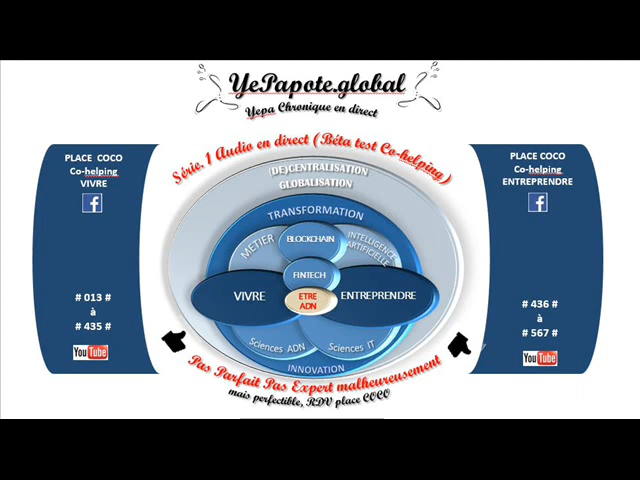 YePapote.global
Yepa Chronique en direct
Série. 1 Audio en direct (Béta test Co-helping)
PLACE COCO
Co-helping
VIVRE
# 013 #
à
# 435 #
YouTube
(DE)CENTRALISATION
GLOBALISATION
TRANSFORMATION
METIER
BLOCKCHAIN
INTELLIGENCE
ARTIFICIELLE
FINTECH
VIVRE
ETRE
ADN
ENTREPRENDRE
Sciences ADN
Sciences IT
INNOVATION
PLACE COCO
Co-helping
ENTREPRENDRE
# 436 #
à
# 567 #
YouTube
Pas Parfait Pas Expert malheureusement
mais perfectible, RDV place COCO